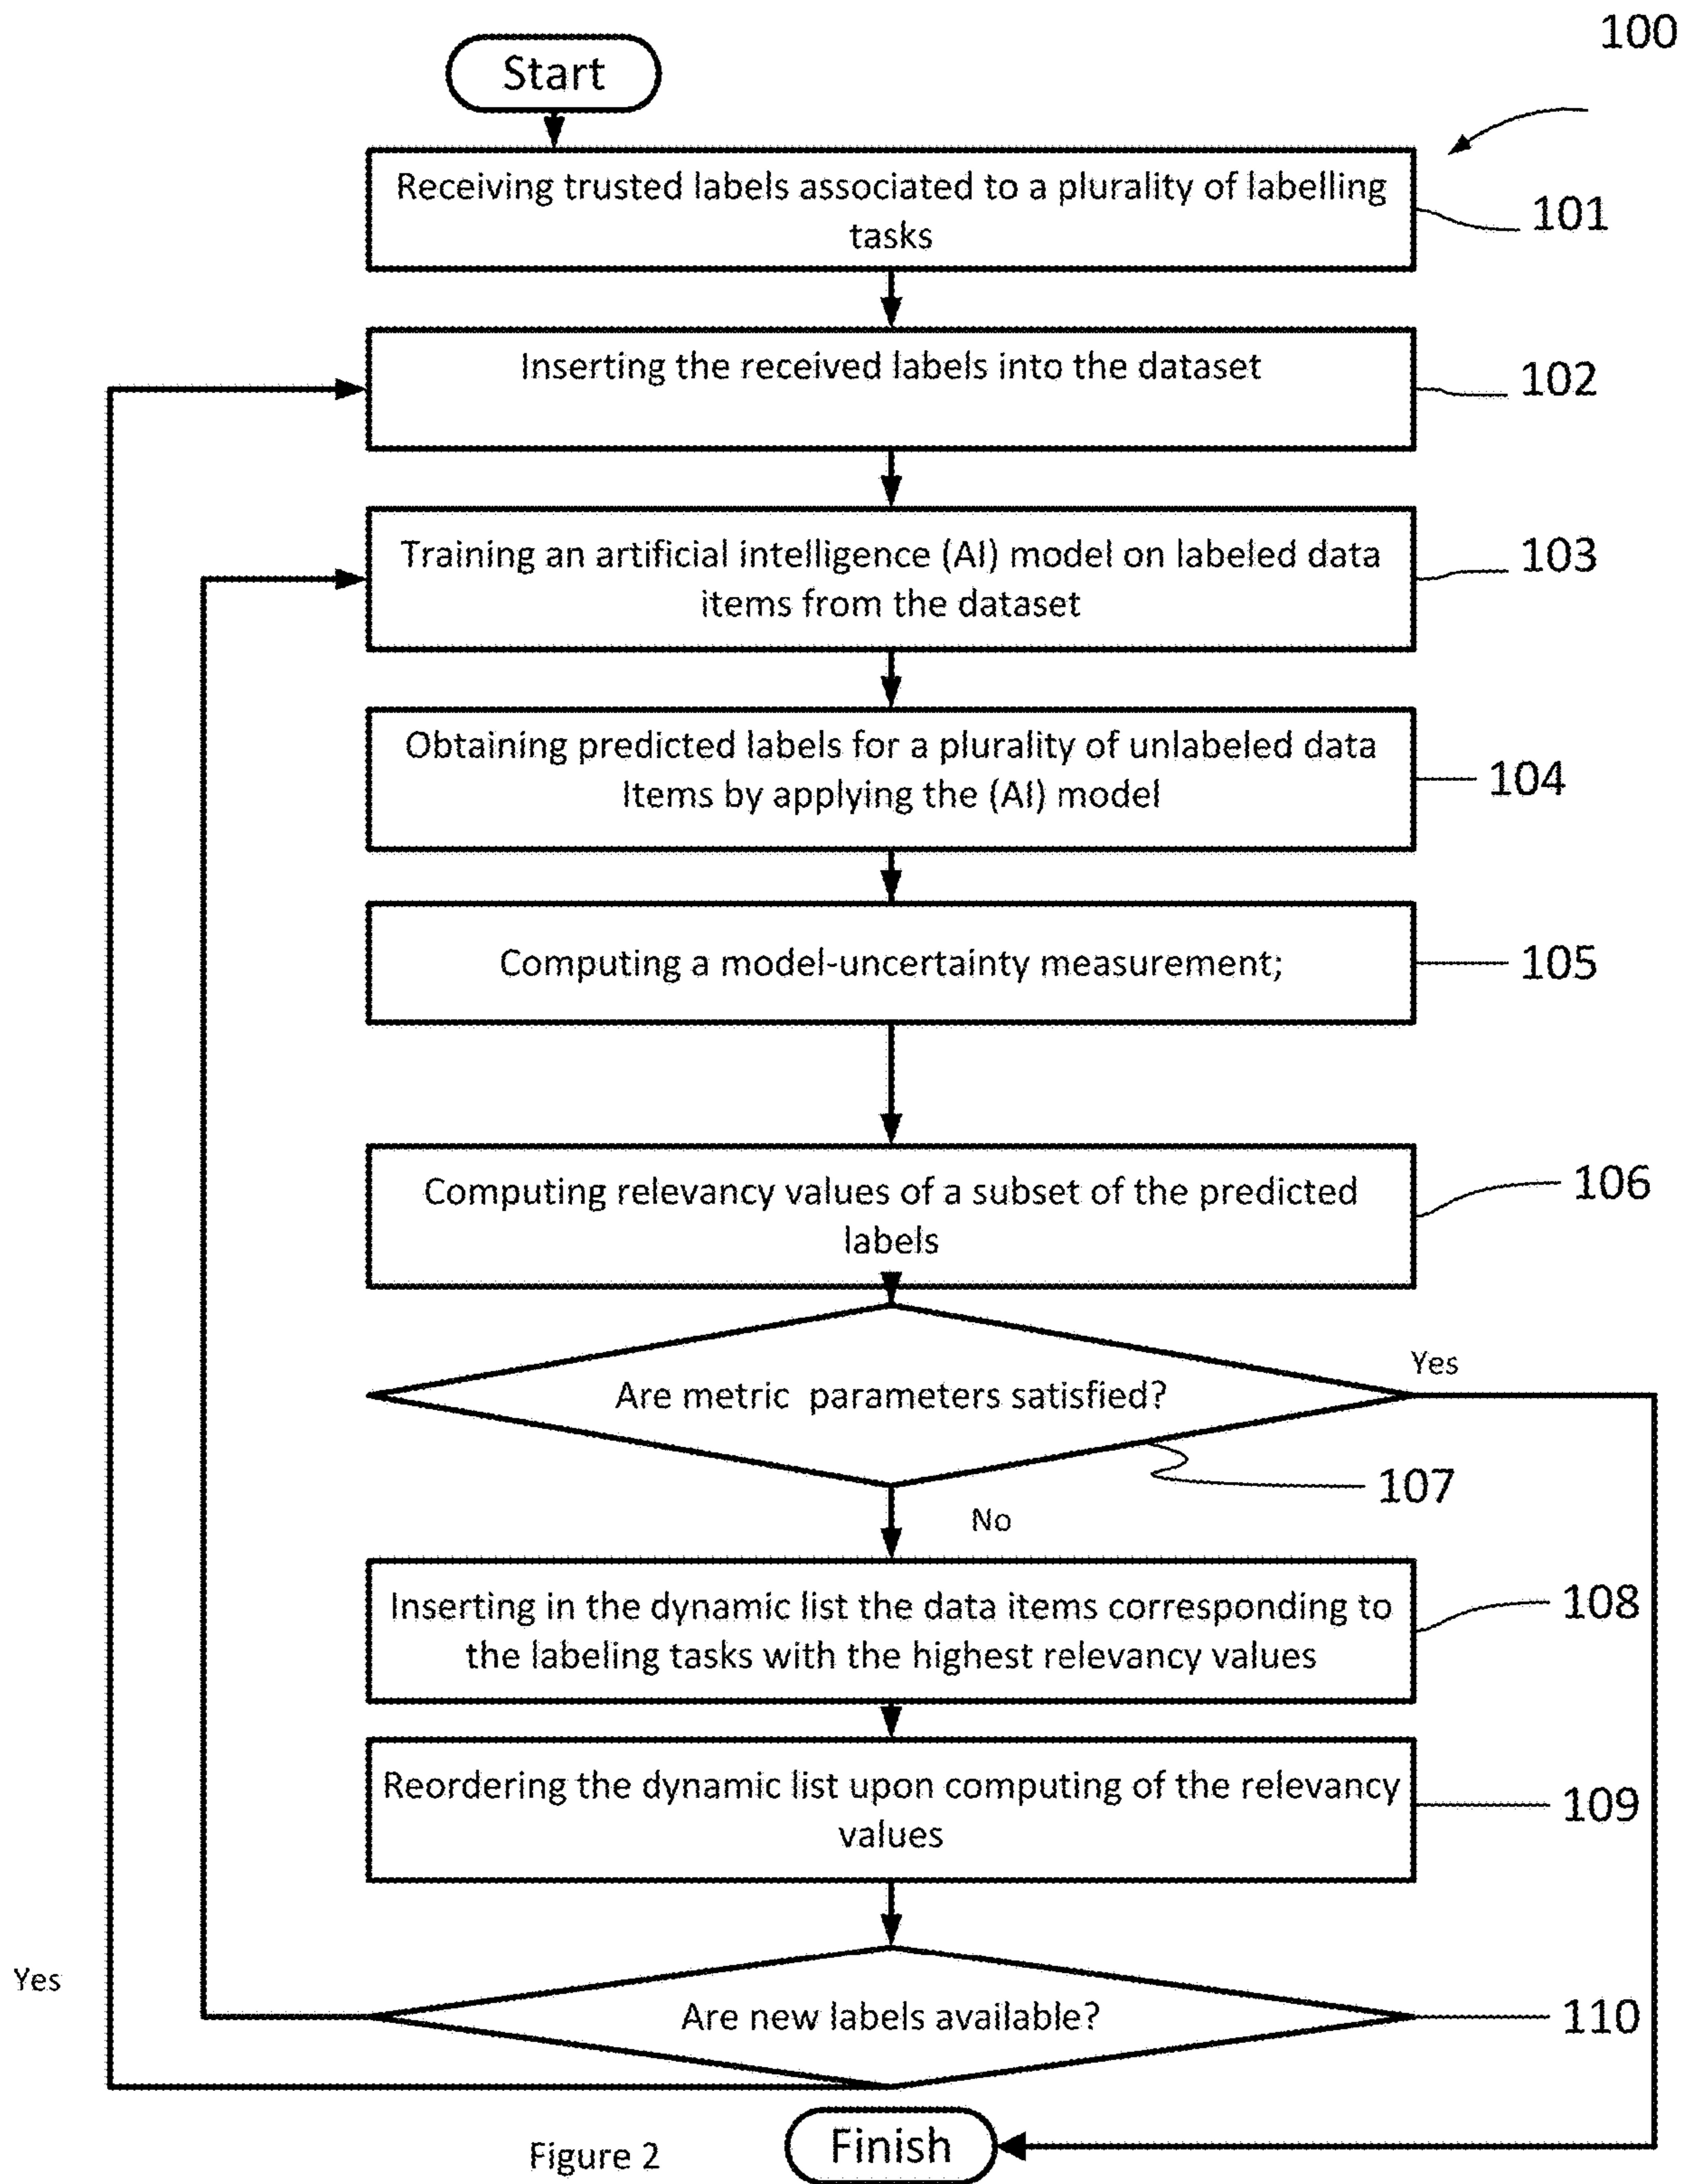 100
Start
Receiving trusted labels associated to a plurality of labelling
tasks
101
Inserting the received labels into the dataset
102
Training an artificial intelligence (AI) model on labeled data
items from the dataset
103
Obtaining predicted labels for a plurality of unlabeled data
Items by applying the (AI) model
104
Computing a model-uncertainty measurement;
105
Computing relevancy values of a subset of the predicted
labels
106
Yes
Are metric parameters satisfied?
107
No
Inserting in the dynamic list the data items corresponding to
the labeling tasks with the highest relevancy values
108
Reordering the dynamic list upon computing of the relevancy
values
109
Yes
Are new labels available?
110
Finish
Figure 2